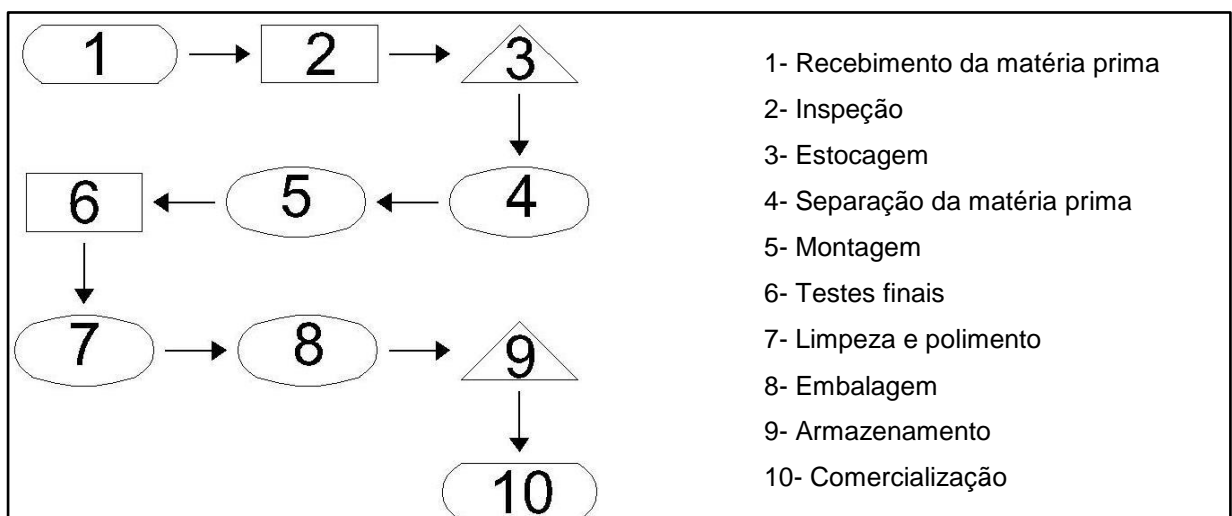 1 2 3
6 5 4
7 8 9
10
1- Recebimento da matéria prima
2- Inspeção
3- Estocagem
4- Separação da matéria prima
5- Montagem
6- Testes finais
7- Limpeza e polimento
8- Embalagem
9- Armazenamento
10- Comercialização